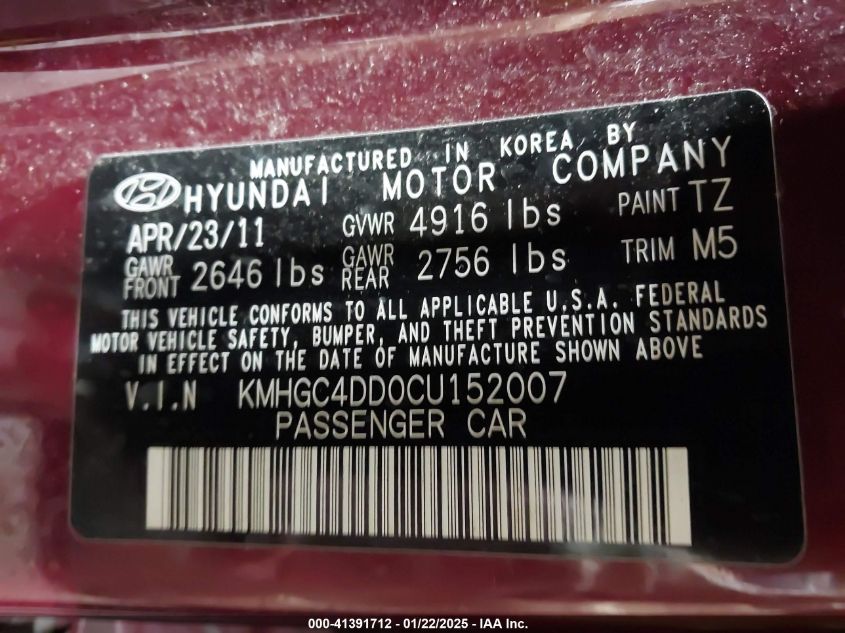 MANUFACTURED IN KOREA BY
HYUNDAI MOTOR COMPANY
APR/23/11 GVWR 4916 lbs PAINT TZ
GAWR FRONT 2646 lbs GAWR REAR 2756 lbs TRIM M5
THIS VEHICLE CONFORMS TO ALL APPLICABLE U.S.A. FEDERAL
MOTOR VEHICLE SAFETY, BUMPER, AND THEFT PREVENTION STANDARDS
IN EFFECT ON THE DATE OF MANUFACTURE SHOWN ABOVE
V.I.N KMHGC4DD0CU152007
PASSENGER CAR
000-41391712 - 01/22/2025 - IAA Inc.